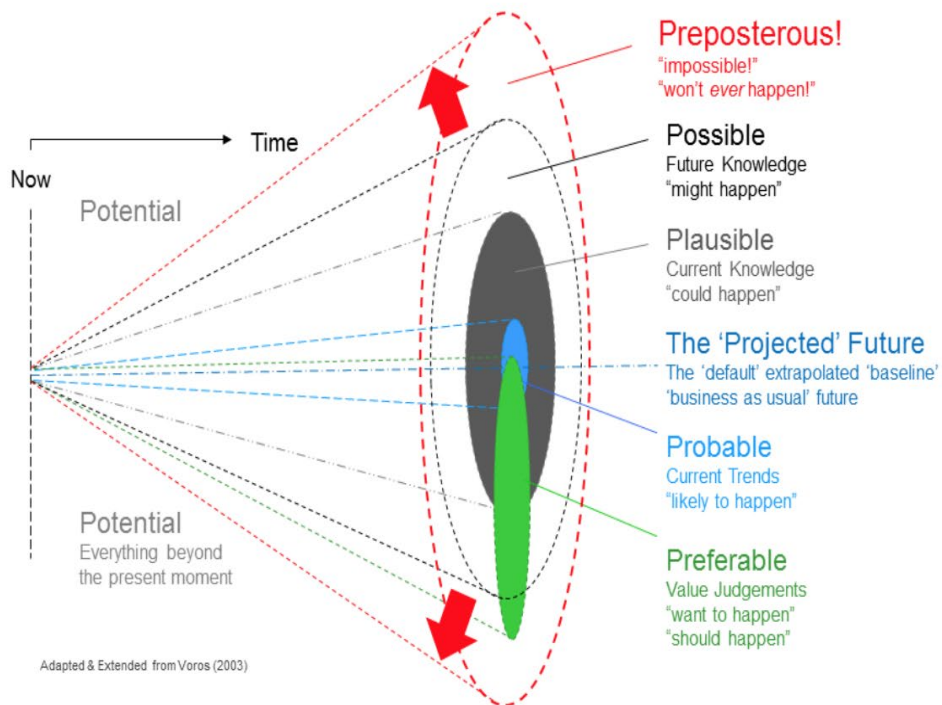 Time
Now
Potential
Potential
Everything beyond
the present moment
Preposterous!
“impossible!”
“won’t ever happen!”
Possible
Future Knowledge
“might happen”
Plausible
Current Knowledge
“could happen”
The ‘Projected’ Future
The ‘default’ extrapolated ‘baseline’
‘business as usual’ future
Probable
Current Trends
“likely to happen”
Preferable
Value Judgements
“want to happen”
“should happen”
Adapted & Extended from Voros (2003)